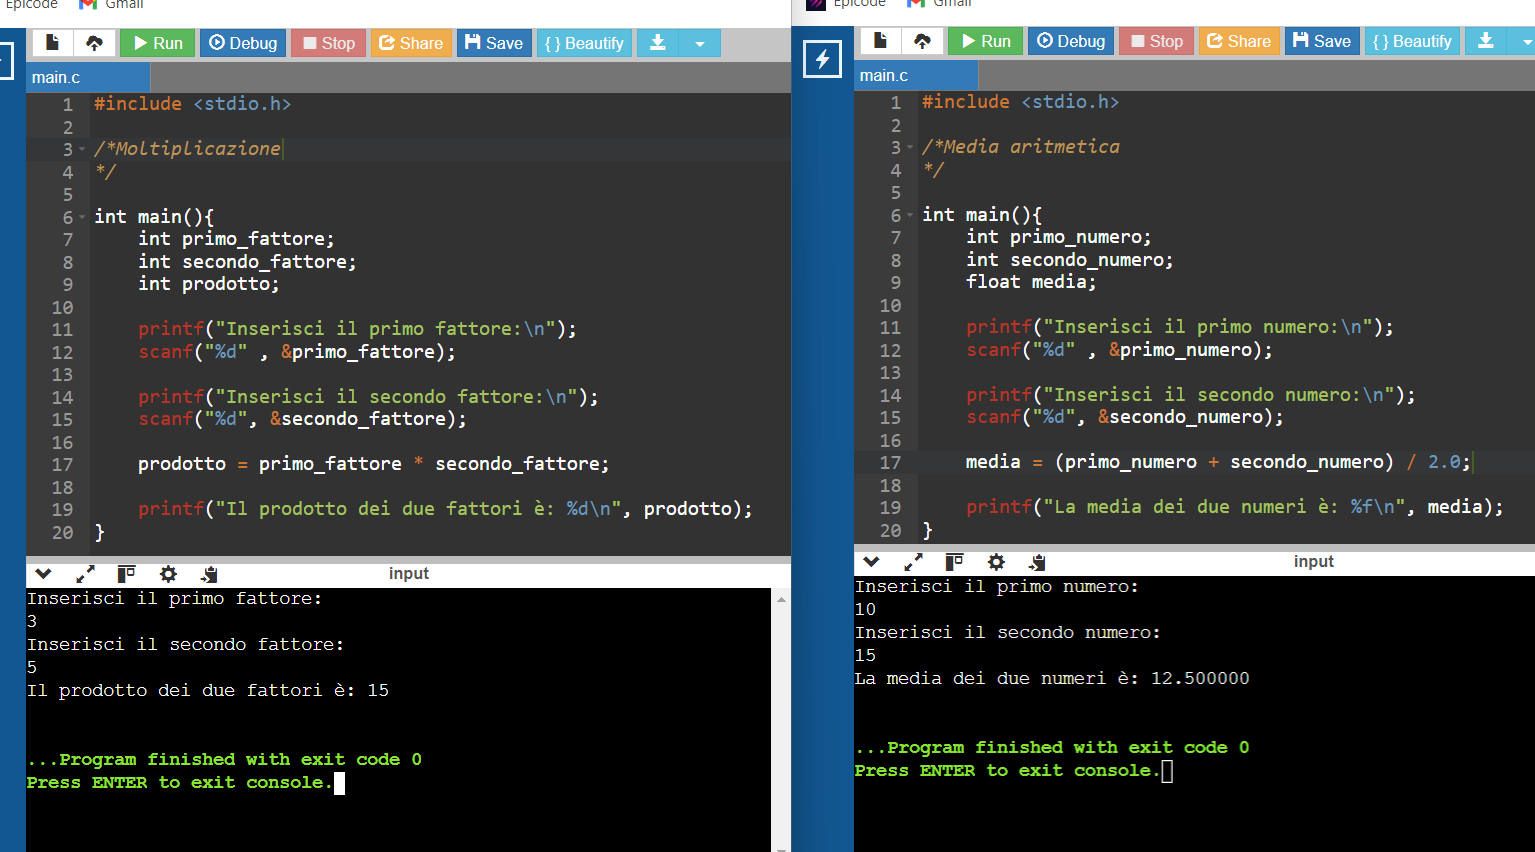 Epicode Gmail
Run Debug Stop Share Save { } Beautify
main.c
1 #include <stdio.h>
2
3 /*Moltiplicazione
4 */
5
6 int main(){
7 int primo_fattore;
8 int secondo_fattore;
9 int prodotto;
10
11 printf("Inserisci il primo fattore:\n");
12 scanf("%d" , &primo_fattore);
13
14 printf("Inserisci il secondo fattore:\n");
15 scanf("%d", &secondo_fattore);
16
17 prodotto = primo_fattore * secondo_fattore;
18
19 printf("Il prodotto dei due fattori è: %d\n", prodotto);
20 }
input
Inserisci il primo fattore:
3
Inserisci il secondo fattore:
5
Il prodotto dei due fattori è: 15
...Program finished with exit code 0
Press ENTER to exit console.
Epicode Gmail
Run Debug Stop Share Save { } Beautify
main.c
1 #include <stdio.h>
2
3 /*Media aritmetica
4 */
5
6 int main(){
7 int primo_numero;
8 int secondo_numero;
9 float media;
10
11 printf("Inserisci il primo numero:\n");
12 scanf("%d" , &primo_numero);
13
14 printf("Inserisci il secondo numero:\n");
15 scanf("%d", &secondo_numero);
16
17 media = (primo_numero + secondo_numero) / 2.0;
18
19 printf("La media dei due numeri è: %f\n", media);
20 }
input
Inserisci il primo numero:
10
Inserisci il secondo numero:
15
La media dei due numeri è: 12.500000
...Program finished with exit code 0
Press ENTER to exit console.